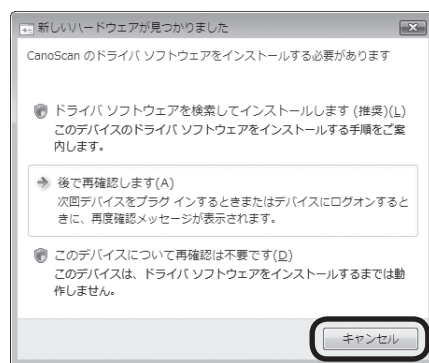 新しいハードウェアが見つかりました
CanoScan のドライバ ソフトウェアをインストールする必要があります
ドライバ ソフトウェアを検索してインストールします (推奨)(L)
このデバイスのドライバ ソフトウェアをインストールする手順をご案
内します。
後で再確認します(A)
次回デバイスをプラグ インするときまたはデバイスにログオンすると
きに、再度確認メッセージが表示されます。
このデバイスについて再確認は不要です(D)
このデバイスは、ドライバ ソフトウェアをインストールするまでは動
作しません。
キャンセル